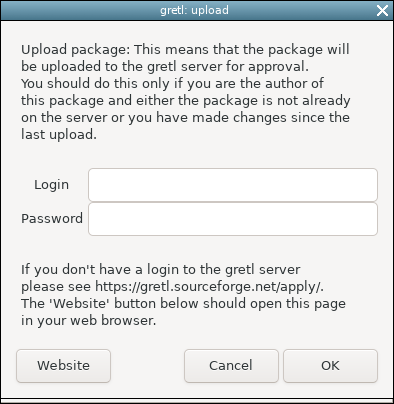 gretl: upload
Upload package: This means that the package will
be uploaded to the gretl server for approval.
You should do this only if you are the author of
this package and either the package is not already
on the server or you have made changes since the
last upload.
Login
Password
If you don't have a login to the gretl server
please see https://gretl.sourceforge.net/apply/.
The 'Website' button below should open this page
in your web browser.
Website Cancel OK